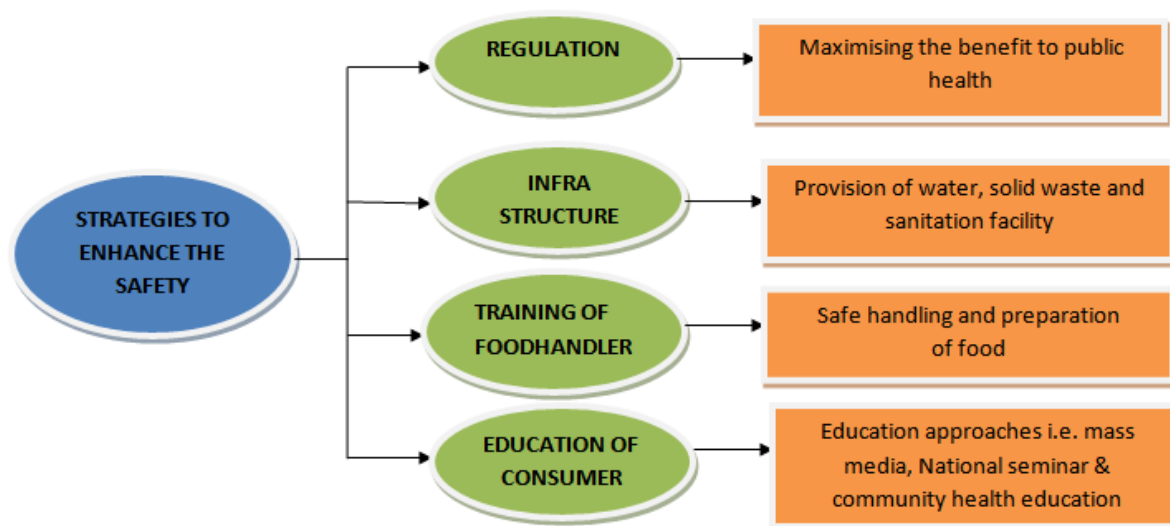 REGULATION
Maximising the benefit to public
health
STRATEGIES TO
ENHANCE THE
SAFETY
INFRA
STRUCTURE
Provision of water, solid waste and
sanitation facility
TRAINING OF
FOODHANDLER
Safe handling and preparation
of food
EDUCATION OF
CONSUMER
Education approaches i.e. mass
media, National seminar &
community health education